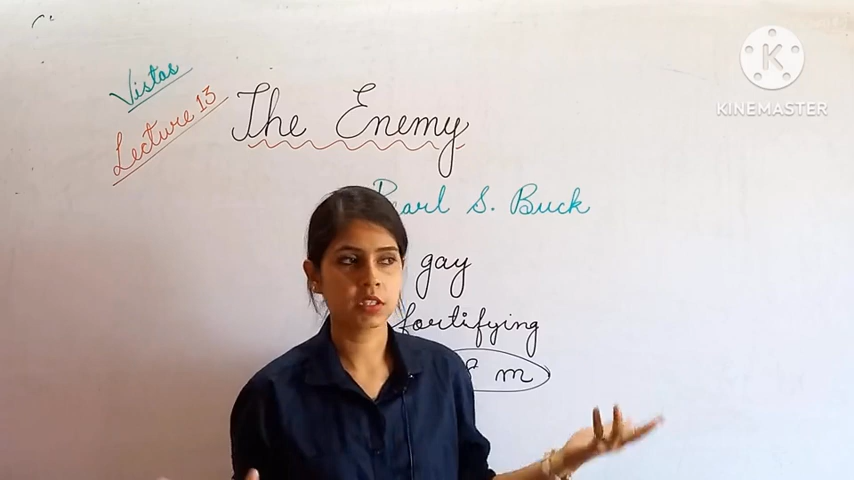 Vistas
Lecture 13
The Enemy
Pearl S. Buck
gay
fortifying
m
KINEMASTER